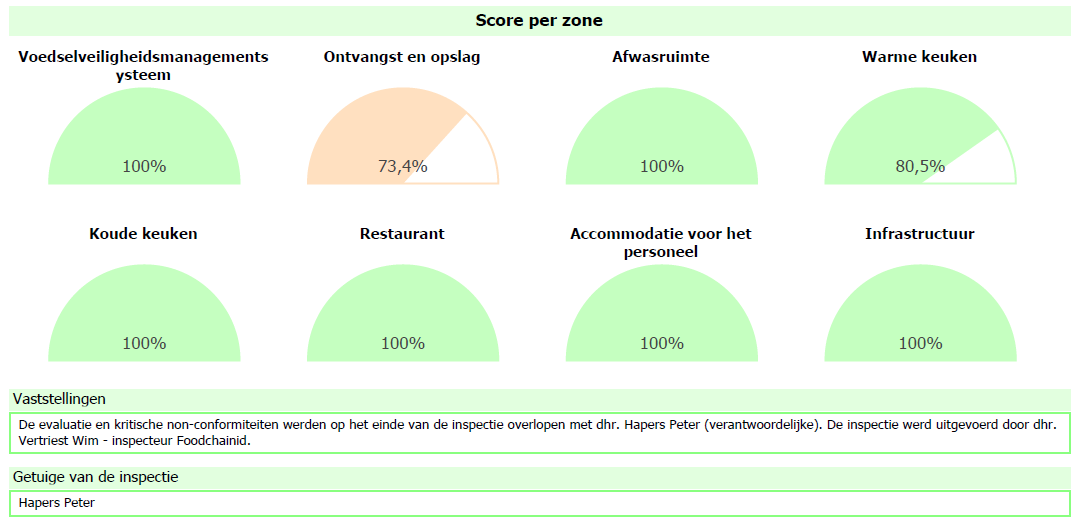 Score per zone
Voedselveiligheidsmanagements
ysteem
100%
Ontvangst en opslag
73,4%
Afwasruimte
100%
Warme keuken
80,5%
Koude keuken
100%
Restaurant
100%
Accommodatie voor het
personeel
100%
Infrastructuur
100%
Vaststellingen
De evaluatie en kritische non-conformiteiten werden op het einde van de inspectie overlopen met dhr. Hapers Peter (verantwoordelijke). De inspectie werd uitgevoerd door dhr.
Vertriest Wim - inspecteur Foodchainid.
Getuige van de inspectie
Hapers Peter